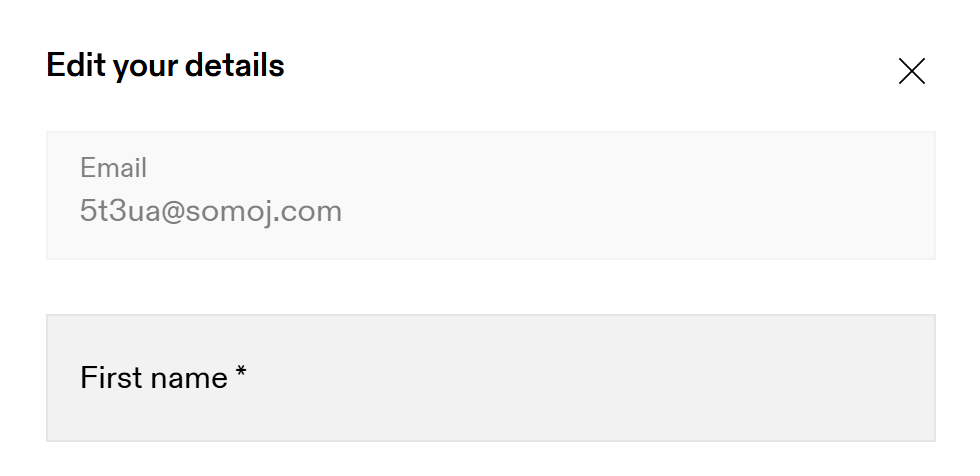 Edit your details
Email
5t3ua@somoj.com
First name *